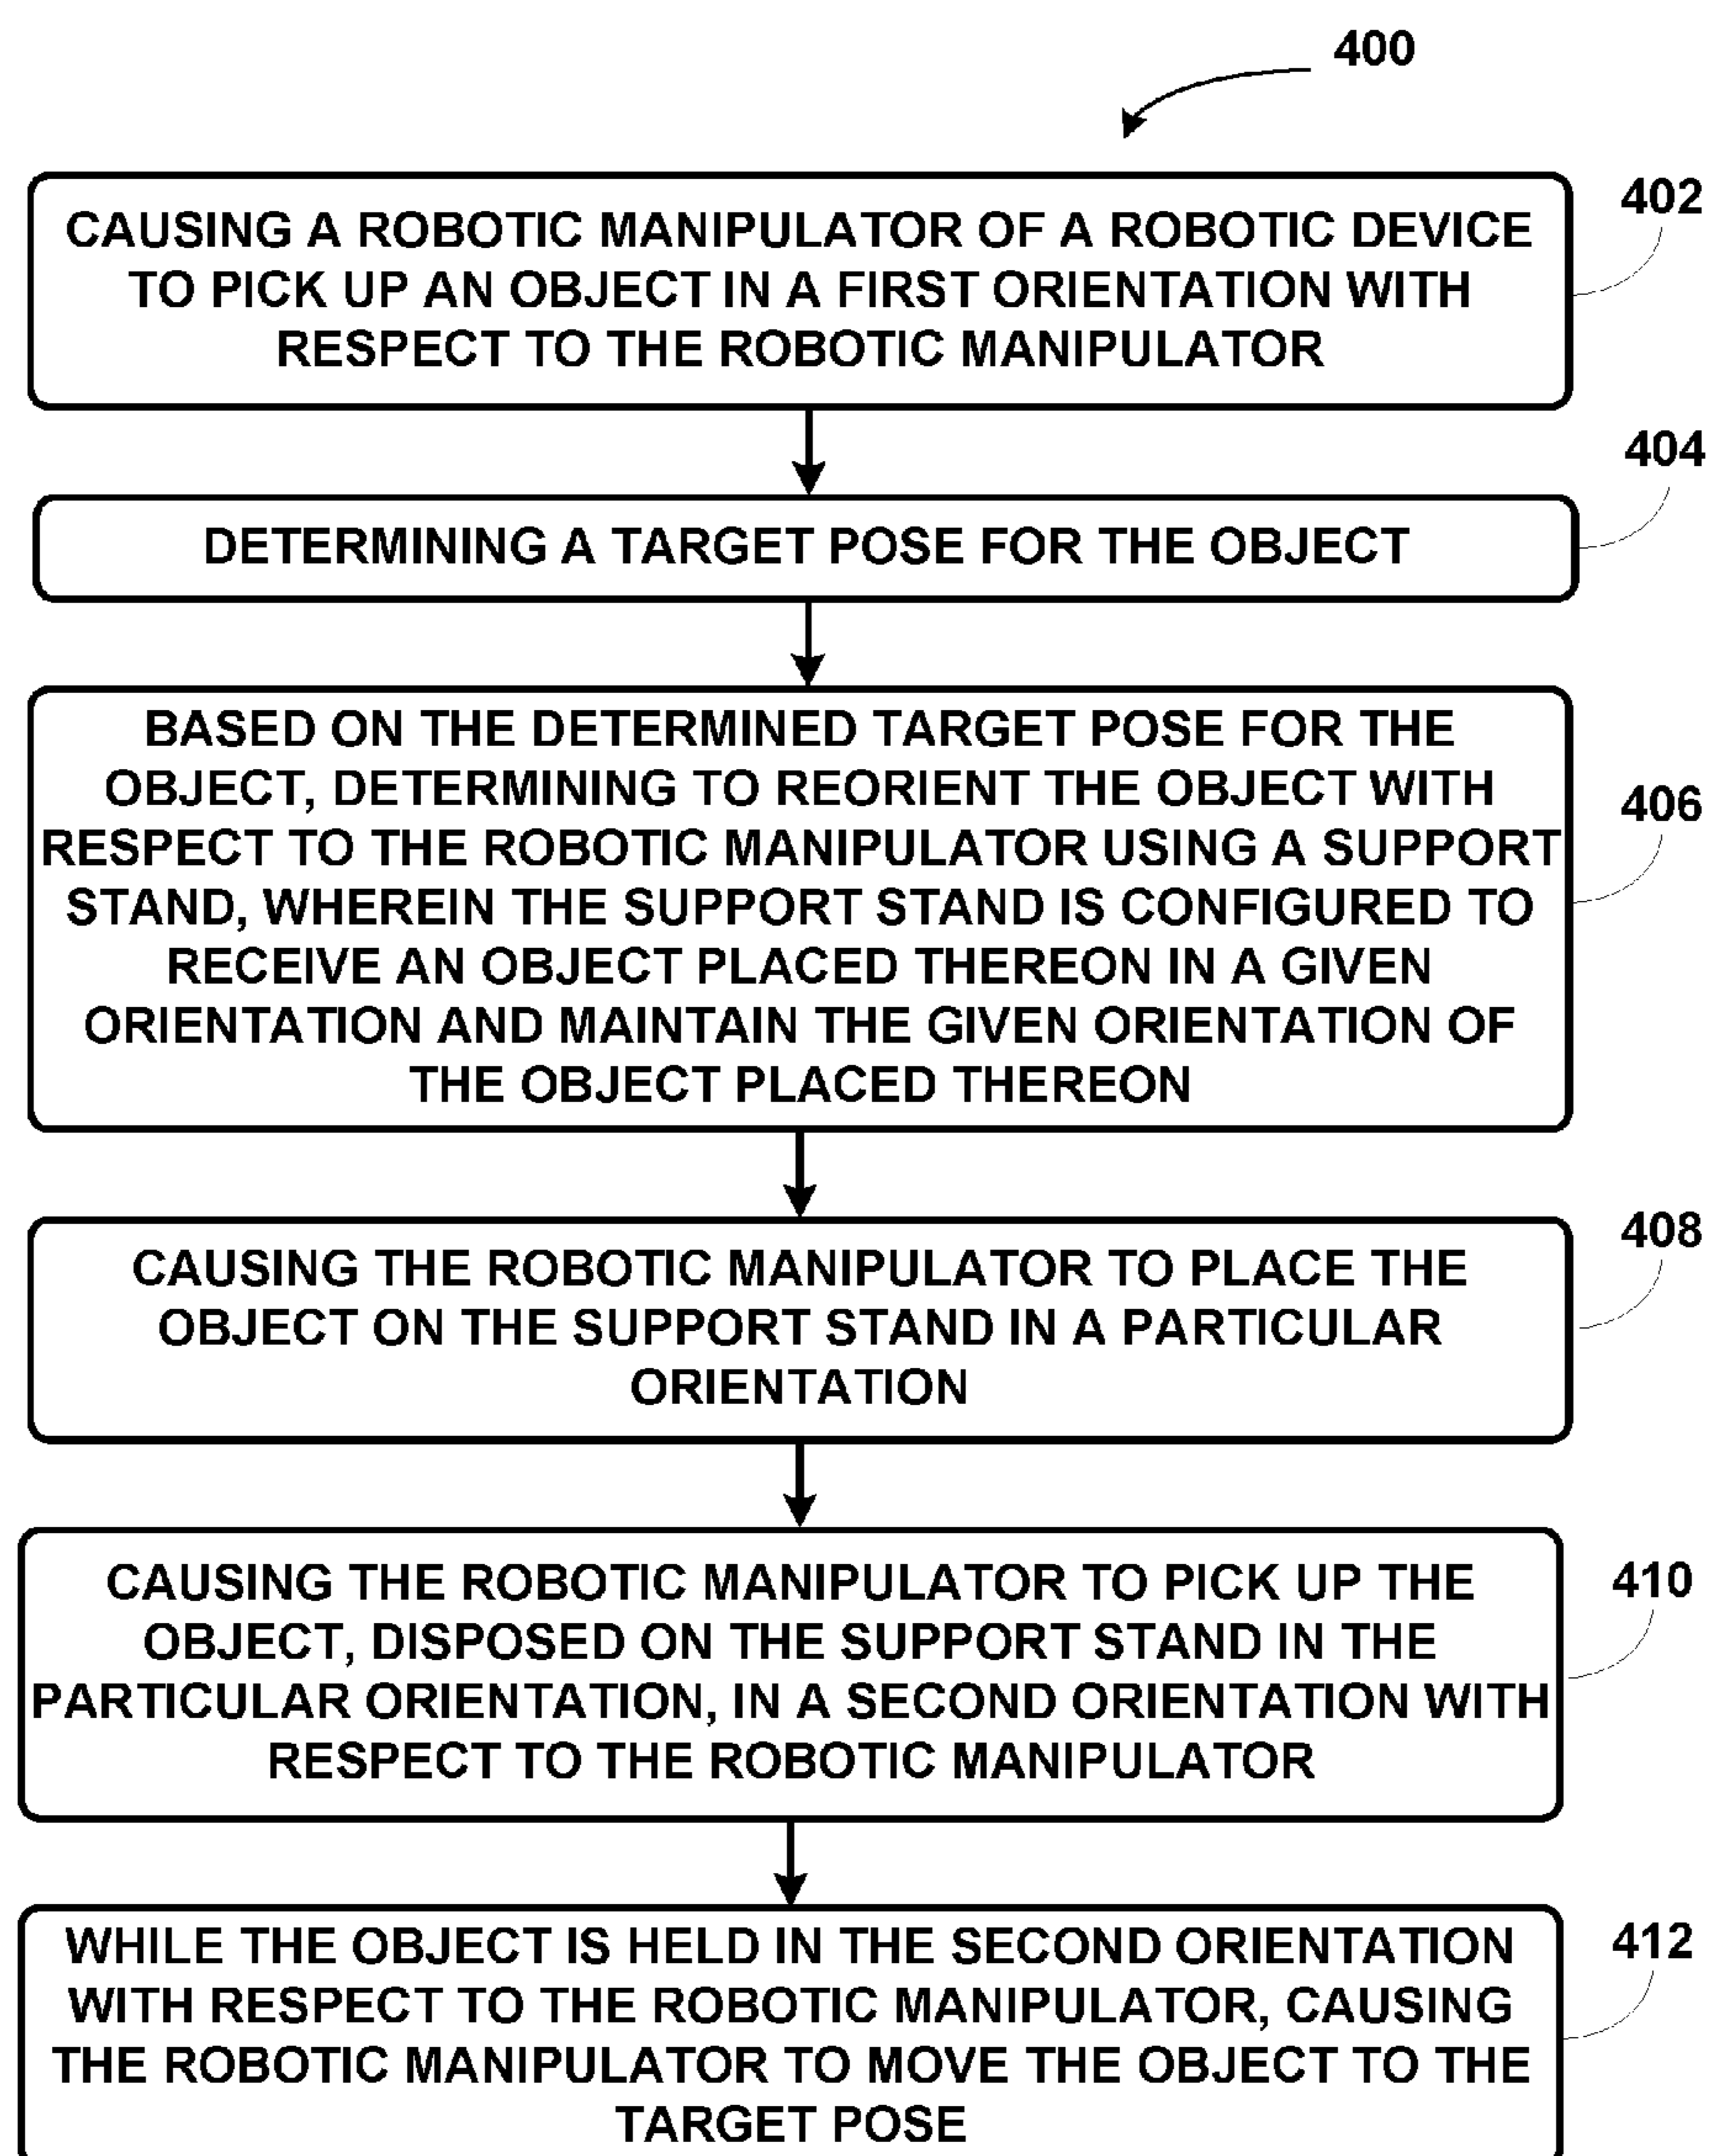 400
402
CAUSING A ROBOTIC MANIPULATOR OF A ROBOTIC DEVICE
TO PICK UP AN OBJECT IN A FIRST ORIENTATION WITH
RESPECT TO THE ROBOTIC MANIPULATOR
404
DETERMINING A TARGET POSE FOR THE OBJECT
406
BASED ON THE DETERMINED TARGET POSE FOR THE
OBJECT, DETERMINING TO REORIENT THE OBJECT WITH
RESPECT TO THE ROBOTIC MANIPULATOR USING A SUPPORT
STAND, WHEREIN THE SUPPORT STAND IS CONFIGURED TO
RECEIVE AN OBJECT PLACED THEREON IN A GIVEN
ORIENTATION AND MAINTAIN THE GIVEN ORIENTATION OF
THE OBJECT PLACED THEREON
408
CAUSING THE ROBOTIC MANIPULATOR TO PLACE THE
OBJECT ON THE SUPPORT STAND IN A PARTICULAR
ORIENTATION
410
CAUSING THE ROBOTIC MANIPULATOR TO PICK UP THE
OBJECT, DISPOSED ON THE SUPPORT STAND IN THE
PARTICULAR ORIENTATION, IN A SECOND ORIENTATION WITH
RESPECT TO THE ROBOTIC MANIPULATOR
412
WHILE THE OBJECT IS HELD IN THE SECOND ORIENTATION
WITH RESPECT TO THE ROBOTIC MANIPULATOR, CAUSING
THE ROBOTIC MANIPULATOR TO MOVE THE OBJECT TO THE
TARGET POSE